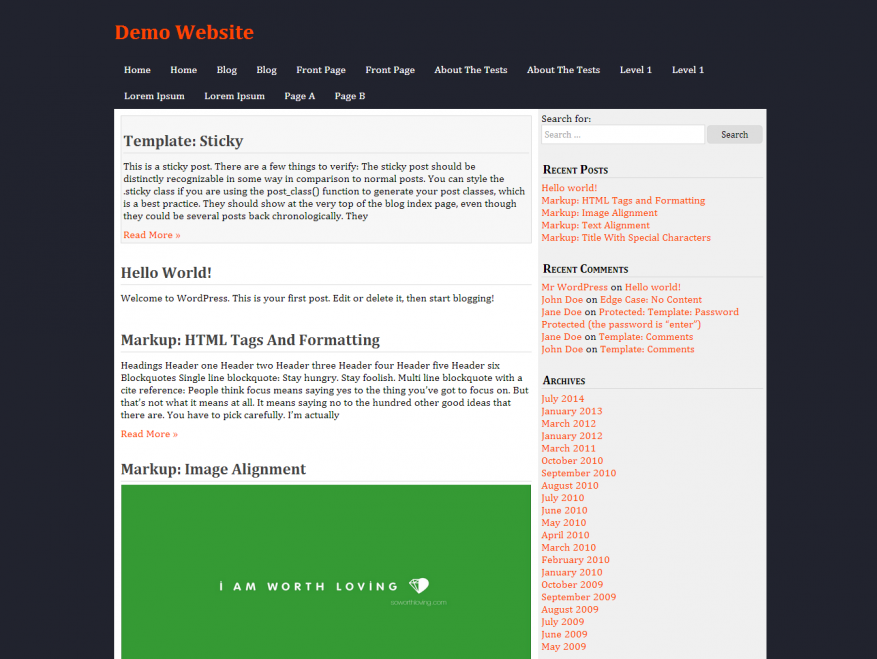 Demo Website
Home Home Blog Blog Front Page Front Page About The Tests About The Tests Level 1 Level 1
Lorem Ipsum Lorem Ipsum Page A Page B
Template: Sticky
This is a sticky post. There are a few things to verify: The sticky post should be
distinctly recognizable in some way in comparison to normal posts. You can style the
.sticky class if you are using the post_class() function to generate your post classes, which
is a best practice. They should show at the very top of the blog index page, even though
they could be several posts back chronologically. They
Read More »
Hello World!
Welcome to WordPress. This is your first post. Edit or delete it, then start blogging!
Markup: HTML Tags And Formatting
Headings Header one Header two Header three Header four Header five Header six
Blockquotes Single line blockquote: Stay hungry. Stay foolish. Multi line blockquote with a
cite reference: People think focus means saying yes to the thing you’ve got to focus on. But
that’s not what it means at all. It means saying no to the hundred other good ideas that
there are. You have to pick carefully. I’m actually
Read More »
Markup: Image Alignment
i AM WORTH LOViNG
soworthloving.com
Search for:
Search ... Search
Recent Posts
Hello world!
Markup: HTML Tags and Formatting
Markup: Image Alignment
Markup: Text Alignment
Markup: Title With Special Characters
Recent Comments
Mr WordPress on Hello world!
John Doe on Edge Case: No Content
Jane Doe on Protected: Template: Password
Protected (the password is “enter”)
Jane Doe on Template: Comments
John Doe on Template: Comments
Archives
July 2014
January 2013
March 2012
January 2012
March 2011
October 2010
September 2010
August 2010
July 2010
June 2010
May 2010
April 2010
March 2010
February 2010
January 2010
October 2009
September 2009
August 2009
July 2009
June 2009
May 2009